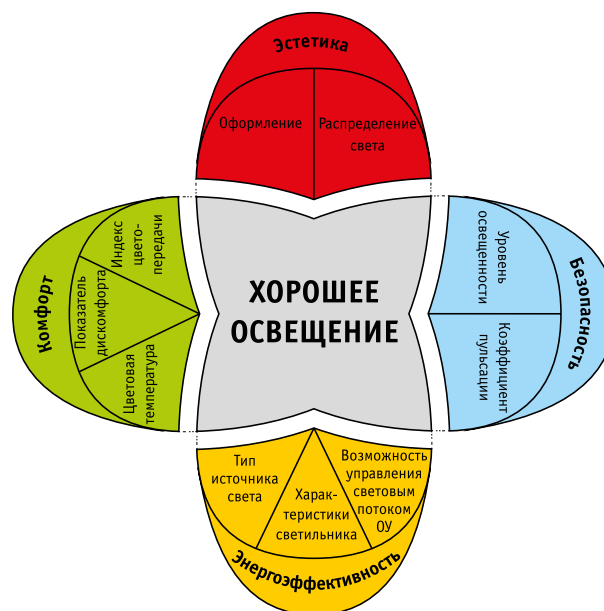 Эстетика
Оформление
Распределение
света
Комфорт
Индекс
цвето-
передачи
Показатель
дискомфорта
Цветовая
температура
ХОРОШЕЕ
ОСВЕЩЕНИЕ
Безопасность
Уровень
освещенности
Коэффициент
пульсации
Тип
источника
света
Харак-
теристики
светильника
Возможность
управления
световым
потоком
ОУ
Энергоэффективность